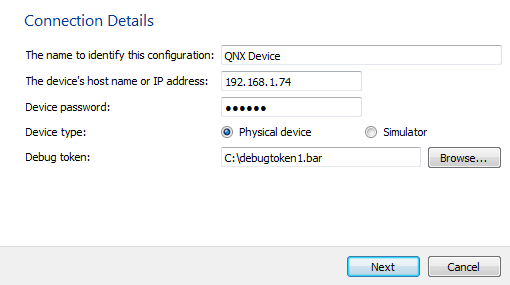 Connection Details
The name to identify this configuration: QNX Device
The device's host name or IP address: 192.168.1.74
Device password: ••••••
Device type: Physical device Simulator
Debug token: C:\debugtoken1.bar Browse...
Next Cancel